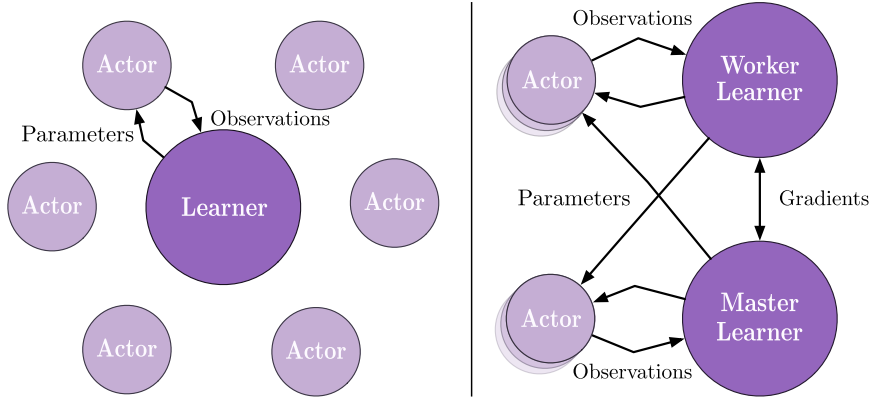 Actor
Actor
Parameters
Observations
Actor
Learner
Actor
Actor
Actor
Observations
Actor
Worker
Learner
Parameters
Gradients
Actor
Master
Learner
Observations